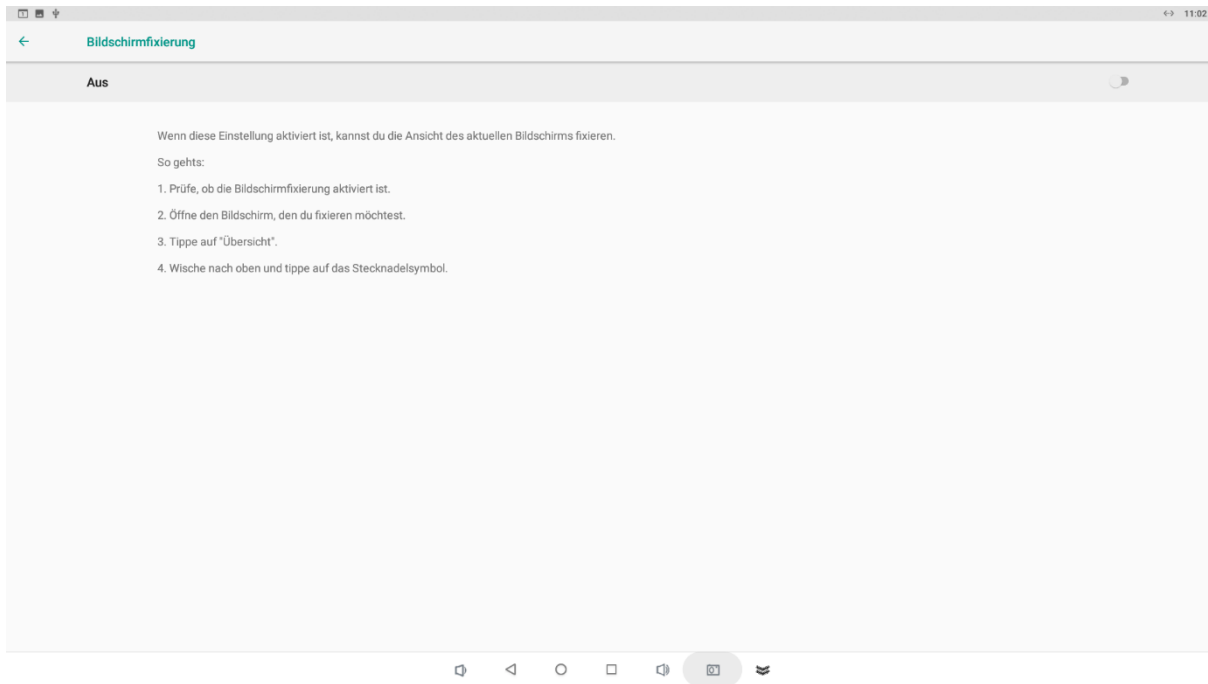 11:02
Bildschirmfixierung
Aus
Wenn diese Einstellung aktiviert ist, kannst du die Ansicht des aktuellen Bildschirms fixieren.
So gehts:
1. Prüfe, ob die Bildschirmfixierung aktiviert ist.
2. Öffne den Bildschirm, den du fixieren möchtest.
3. Tippe auf "Übersicht".
4. Wische nach oben und tippe auf das Stecknadelsymbol.